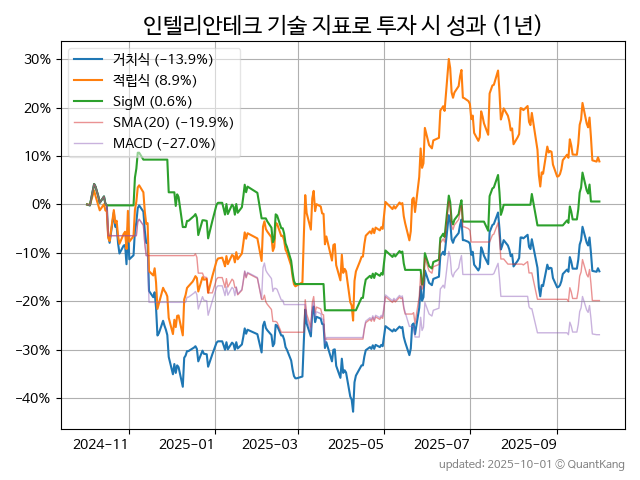 인텔리안테크 기술 지표로 투자 시 성과 (1년)
거치식 (−13.9%)
적립식 (8.9%)
SigM (0.6%)
SMA(20) (−19.9%)
MACD (−27.0%)
30%
20%
10%
0%
−10%
−20%
−30%
−40%
2024-11
2025-01
2025-03
2025-05
2025-07
2025-09
updated: 2025-10-01 © QuantKang